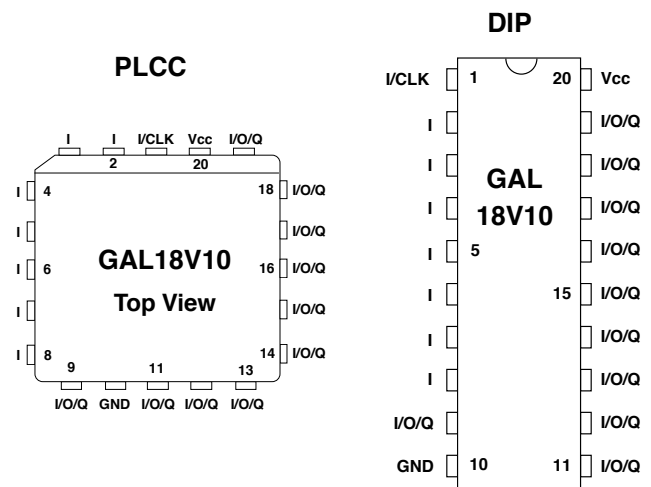 PLCC
I I I/CLK Vcc I/O/Q
2 20
I 4 18 I/O/Q
I I/O/Q
I 6 GAL18V10 16 I/O/Q
I Top View I/O/Q
I 8 14 I/O/Q
9 11 13
I/O/Q GND I/O/Q I/O/Q I/O/Q
DIP
I/CLK 1 20 Vcc
I I/O/Q
I I/O/Q
GAL
I 18V10 I/O/Q
I 5 I/O/Q
I 15 I/O/Q
I I/O/Q
I I/O/Q
I/O/Q I/O/Q
GND 10 11 I/O/Q